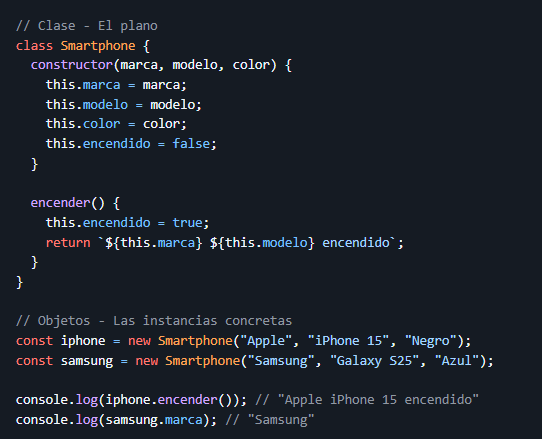 // Clase - El plano
class Smartphone {
  constructor(marca, modelo, color) {
    this.marca = marca;
    this.modelo = modelo;
    this.color = color;
    this.encendido = false;
  }

  encender() {
    this.encendido = true;
    return `${this.marca} ${this.modelo} encendido`;
  }
}

// Objetos - Las instancias concretas
const iphone = new Smartphone("Apple", "iPhone 15", "Negro");
const samsung = new Smartphone("Samsung", "Galaxy S25", "Azul");

console.log(iphone.encender()); // "Apple iPhone 15 encendido"
console.log(samsung.marca); // "Samsung"